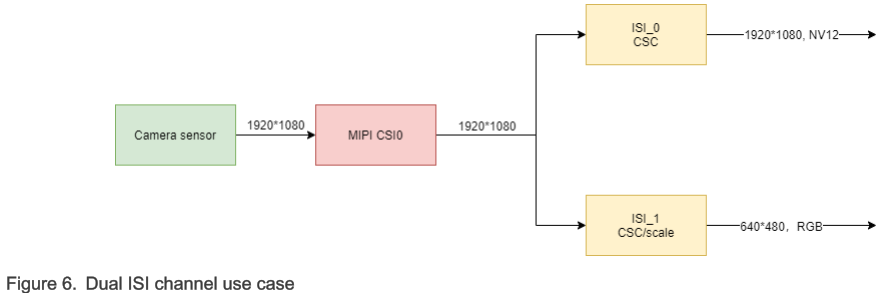 ISI_0
CSC
1920*1080, NV12
Camera sensor
1920*1080
MIPI CSI0
1920*1080
ISI_1
CSC/scale
640*480，RGB
Figure 6. Dual ISI channel use case